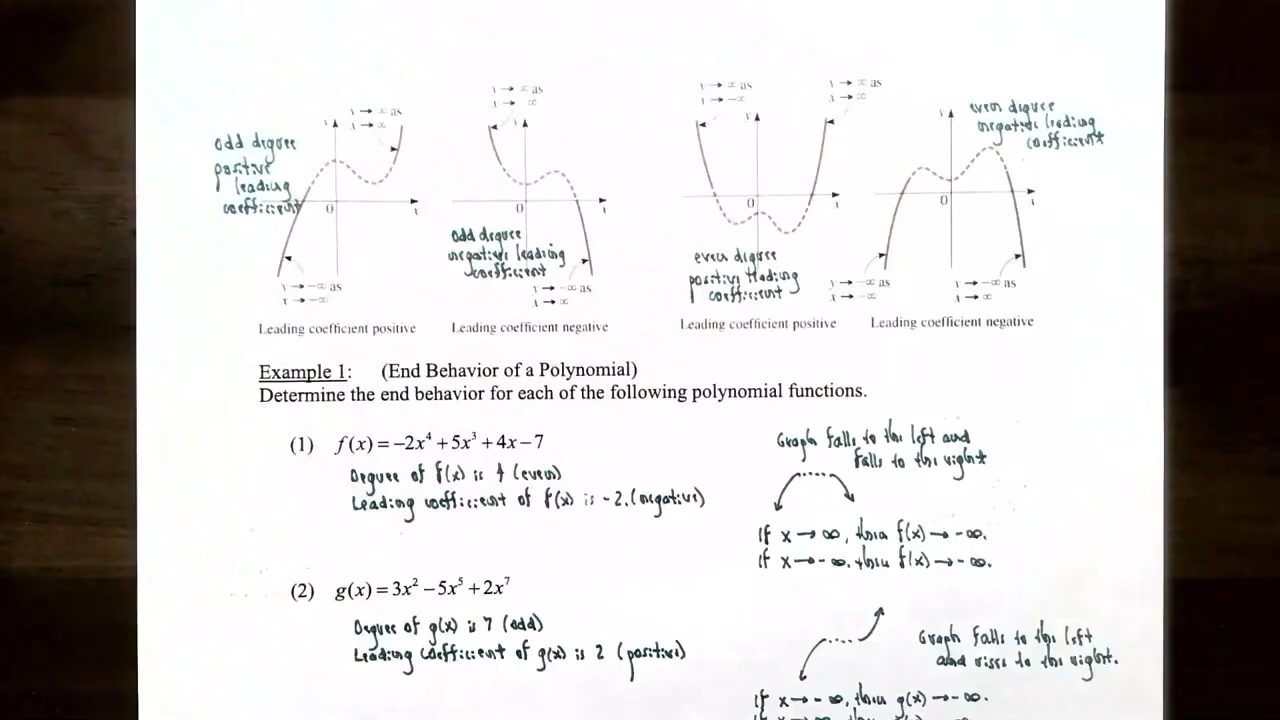 y → ∞ as
x → ∞
y
odd degree
positive
leading
coefficient
0
x
y → −∞ as
x → −∞
Leading coefficient positive
y → ∞ as
x → ∞
y
0
x
odd degree
negative leading
coefficient
y → −∞ as
x → ∞
Leading coefficient negative
y → ∞ as
x → −∞
y → ∞ as
x → ∞
y
0
x
even degree
positive leading
coefficient
Leading coefficient positive
even degree
negative leading
coefficient
y
0
x
y → −∞ as
x → −∞
y → −∞ as
x → ∞
Leading coefficient negative
Example 1: (End Behavior of a Polynomial)
Determine the end behavior for each of the following polynomial functions.
(1) f(x) = −2x⁴ + 5x³ + 4x − 7
Degree of f(x) is 4 (even)
Leading coefficient of f(x) is -2. (negative)
Graph falls to the left and
falls to the right
If x → ∞, then f(x) → -∞.
If x → -∞, then f(x) → -∞.
(2) g(x) = 3x² − 5x⁵ + 2x⁷
Degree of g(x) is 7 (odd)
Leading coefficient of g(x) is 2 (positive)
Graph falls to the left
and rises to the right.
If x → -∞, then g(x) → -∞.